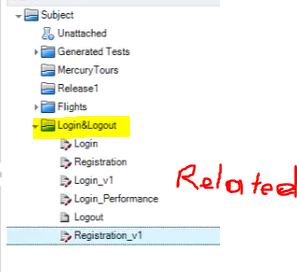 Subject
Unattached
Generated Tests
MercuryTours
Release1
Flights
Login&Logout
Login
Registration
Login_v1
Login_Performance
Logout
Registration_v1
Related